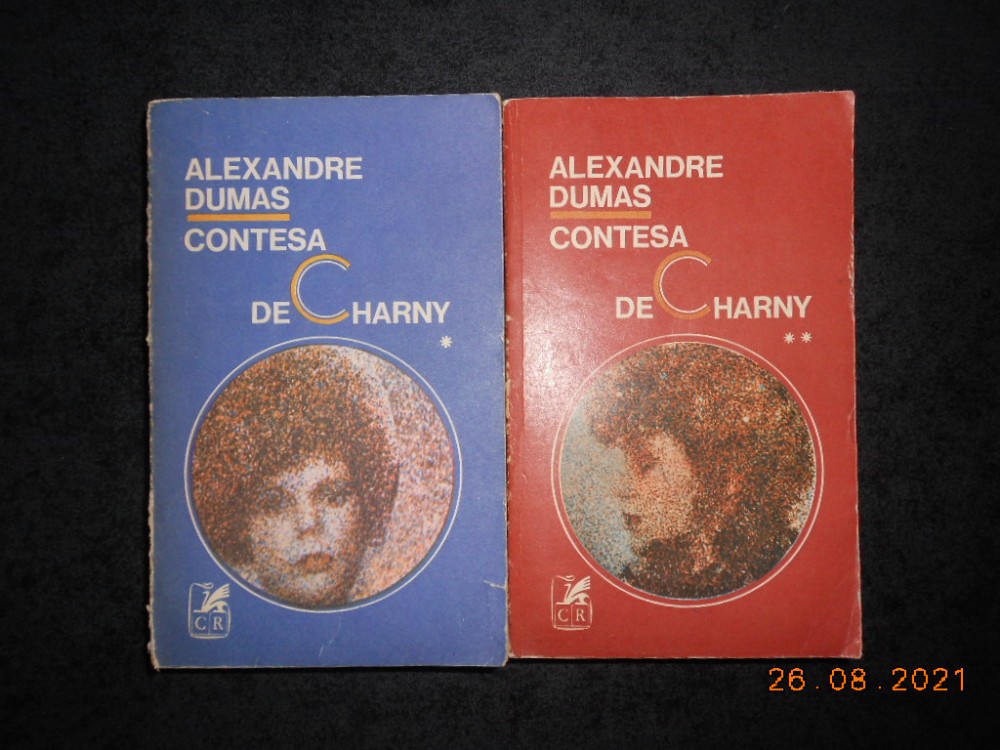 ALEXANDRE
DUMAS
CONTESA
DE CHARNY
*
CR
ALEXANDRE
DUMAS
CONTESA
DE CHARNY
**
CR
26.08.2021